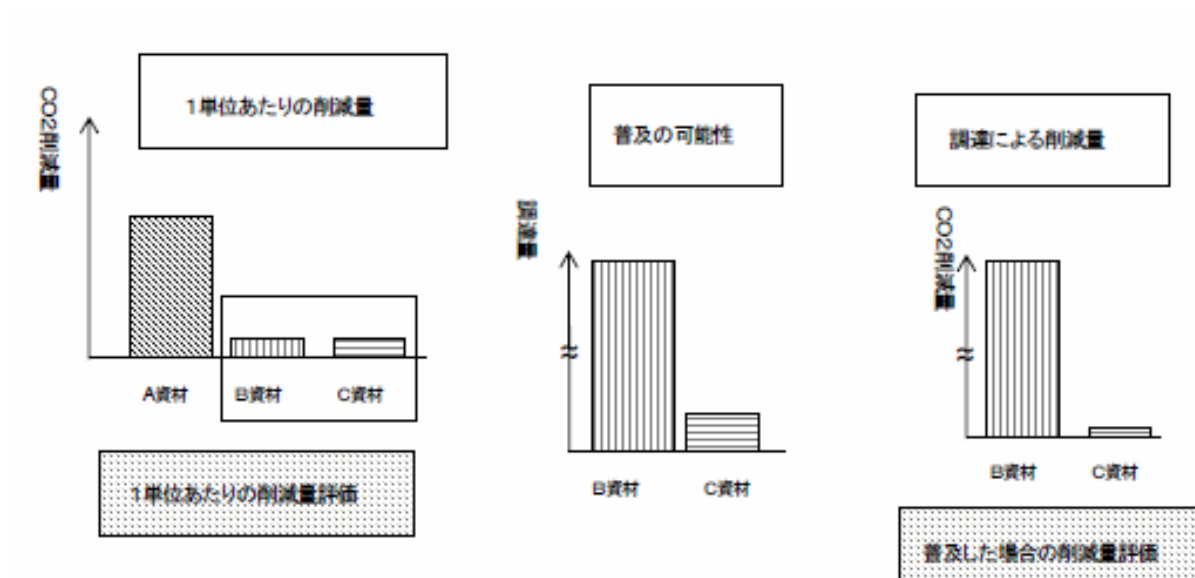 1単位あたりの削減量
CO2削減量
A資材
B資材
C資材
1単位あたりの削減量評価
普及の可能性
調達量
B資材
C資材
調達による削減量
CO2削減量
B資材
C資材
普及した場合の削減量評価